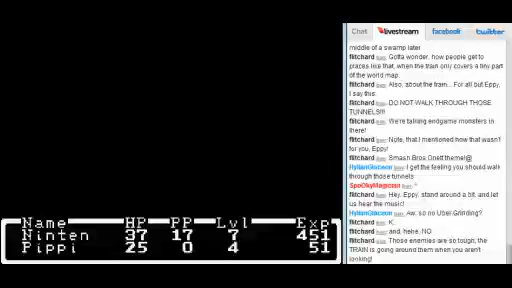 Chat livestream facebook twitter
middle of a swamp later
flitchard Gotta wonder, how people get to
places like that, when the train only covers a tiny part
of the world map.
flitchard Also, about the train... For all but Eppy,
I say this:
flitchard DO NOT WALK THROUGH THOSE
TUNNELS!!!
flitchard We're talking endgame monsters in
there!
flitchard Note, that I mentioned how that wasn't
for you, Eppy!
flitchard Smash Bros Onett theme!@
HylianGlaceon I get the feeling you should walk
through those tunnels
SpoOkyMagician
flitchard Hey, Eppy, stand around a bit, and let
us hear the music!
HylianGlaceon Aw, so no Uber Grinding?
flitchard K.
flitchard and, here, NO.
flitchard Those enemies are so tough, the
TRAIN is going around them when you aren't
looking!
Name HP PP Lvl Exp
Ninten 37 17 7 451
Pippi 25 0 4 51